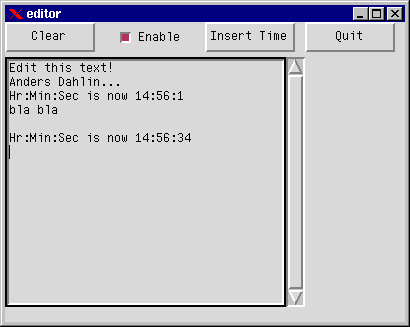 editor
Clear Enable Insert Time Quit
Edit this text!
Anders Dahlin...
Hr:Min:Sec is now 14:56:1
bla bla
Hr:Min:Sec is now 14:56:34